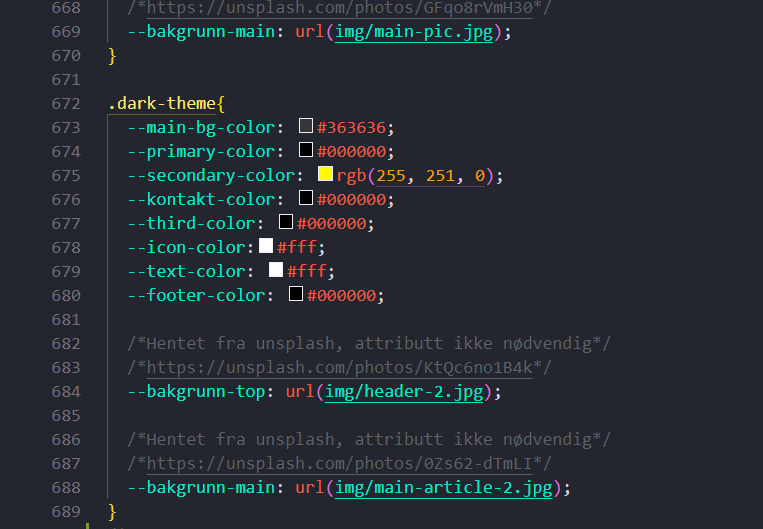 668 /*https://unsplash.com/photos/GFqo8rVmH30*/
669 --bakgrunn-main: url(img/main-pic.jpg);
670 }
671
672 .dark-theme{
673 --main-bg-color: #363636;
674 --primary-color: #000000;
675 --secondary-color: rgb(255, 251, 0);
676 --kontakt-color: #000000;
677 --third-color: #000000;
678 --icon-color: #fff;
679 --text-color: #fff;
680 --footer-color: #000000;
681
682 /*Hentet fra unsplash, attributt ikke nødvendig*/
683 /*https://unsplash.com/photos/KtQc6no1B4k*/
684 --bakgrunn-top: url(img/header-2.jpg);
685
686 /*Hentet fra unsplash, attributt ikke nødvendig*/
687 /*https://unsplash.com/photos/0Zs62-dTmLI*/
688 --bakgrunn-main: url(img/main-article-2.jpg);
689 }